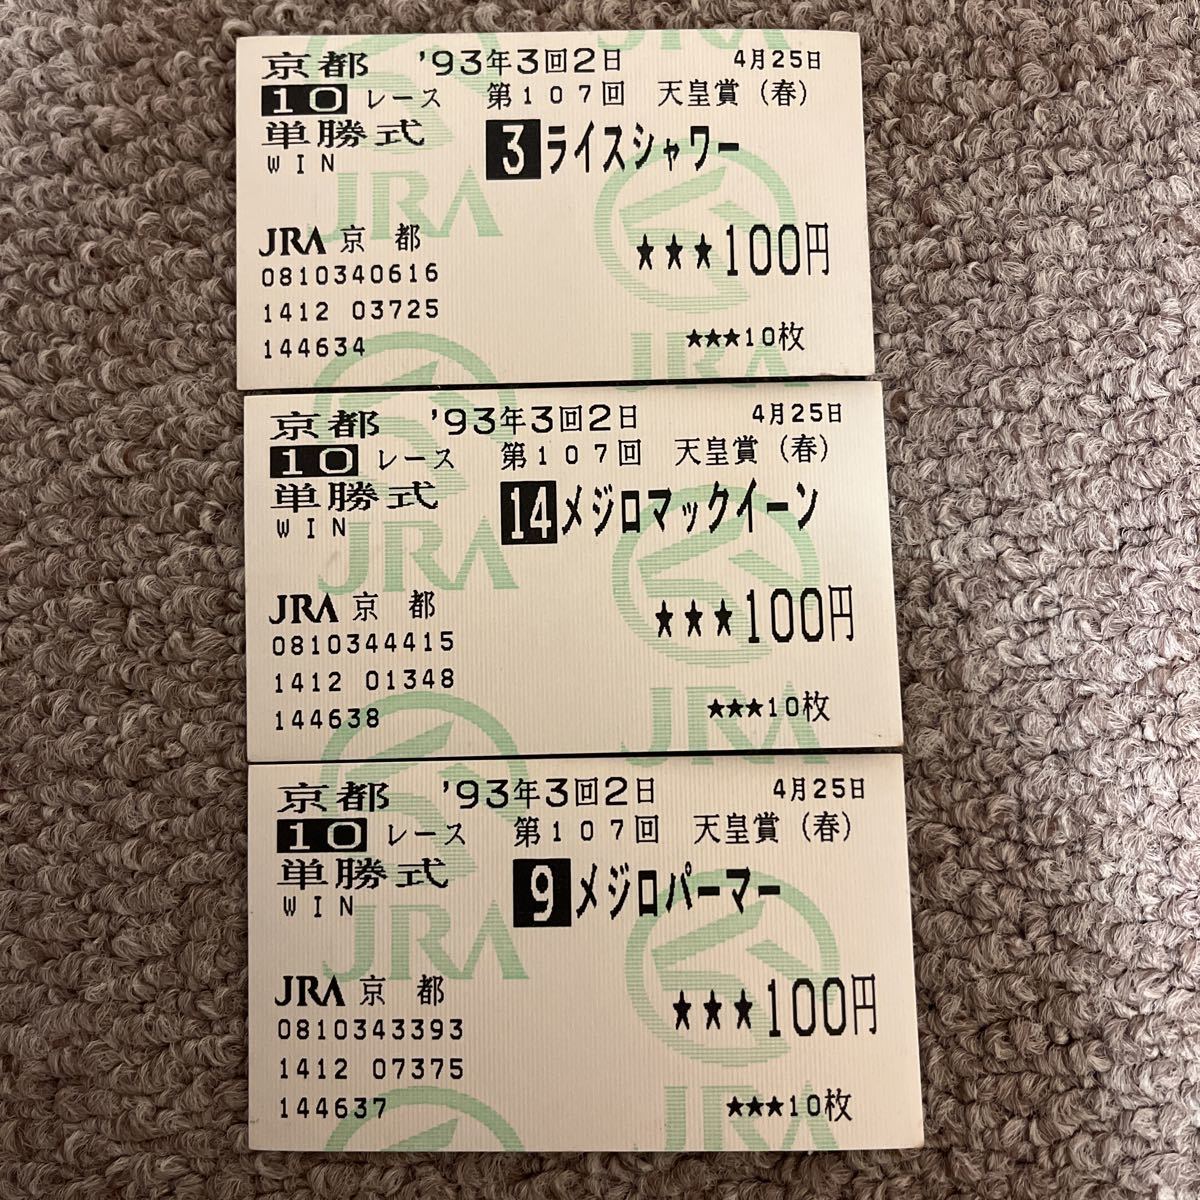 京都 '93年3回2日 4月25日
10 レース 第107回 天皇賞(春)
単勝式 3 ライスシャワー
WIN
JRA
JRA 京都 ★★★100円
0810340616
1412 03725
144634 ★★★10枚
JRA
京都 '93年3回2日 4月25日
10 レース 第107回 天皇賞(春)
単勝式 14 メジロマックイーン
WIN
JRA
JRA 京都 ★★★100円
0810344415
1412 01348
144638 ★★★10枚
JRA
京都 '93年3回2日 4月25日
10 レース 第107回 天皇賞(春)
単勝式 9 メジロパーマー
WIN
JRA
JRA 京都 ★★★100円
0810343393
1412 07375
144637 ★★★10枚
JRA